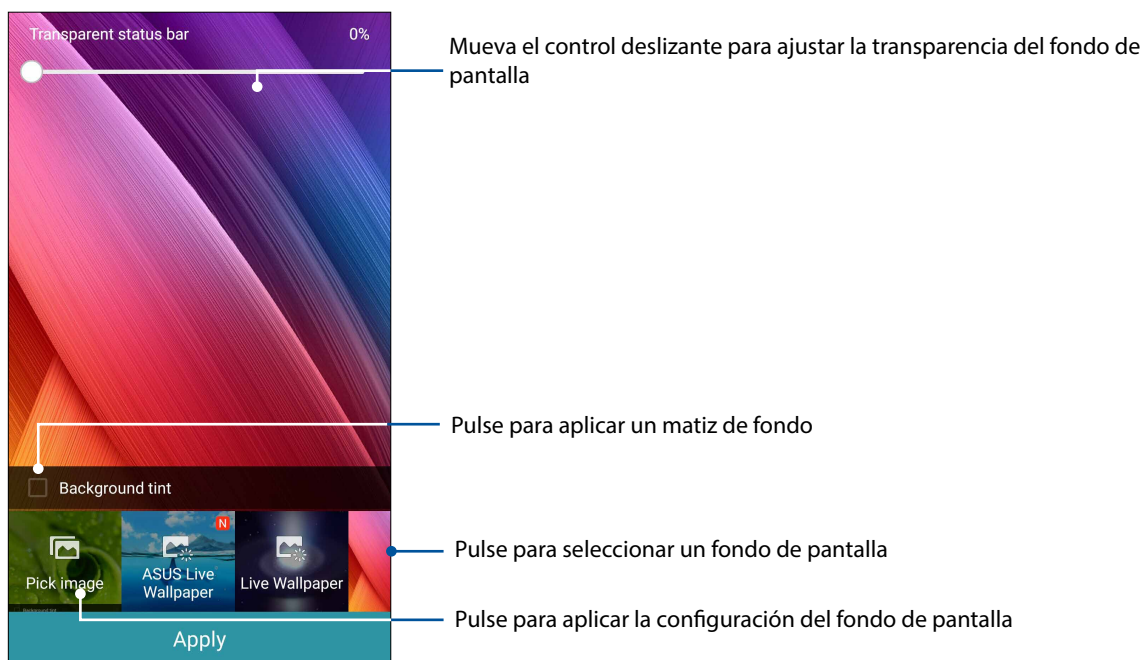 Transparent status bar 0%
Mueva el control deslizante para ajustar la transparencia del fondo de
pantalla
Pulse para aplicar un matiz de fondo
Background tint
N
Pulse para seleccionar un fondo de pantalla
Pick image
ASUS Live
Wallpaper
Live Wallpaper
Background tint
Pulse para aplicar la configuración del fondo de pantalla
Apply